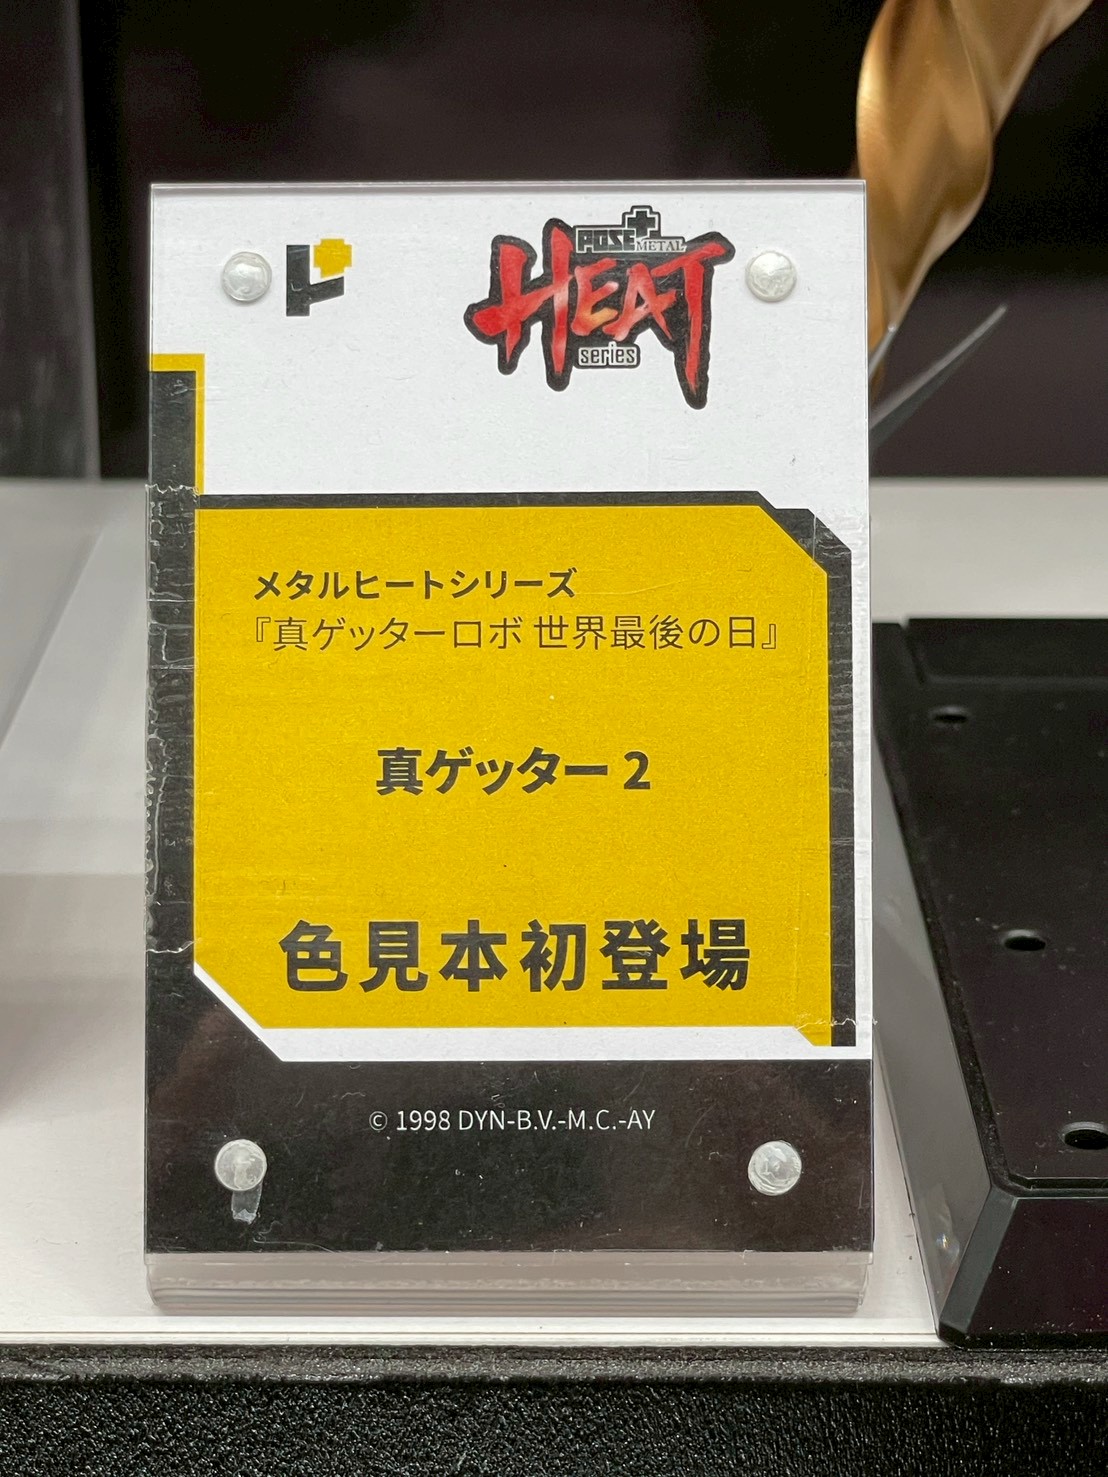 POSE+
METAL
HEAT
series
メタルヒートシリーズ
『真ゲッターロボ 世界最後の日』
真ゲッター 2
色見本初登場
© 1998 DYN-B.V.-M.C.-AY